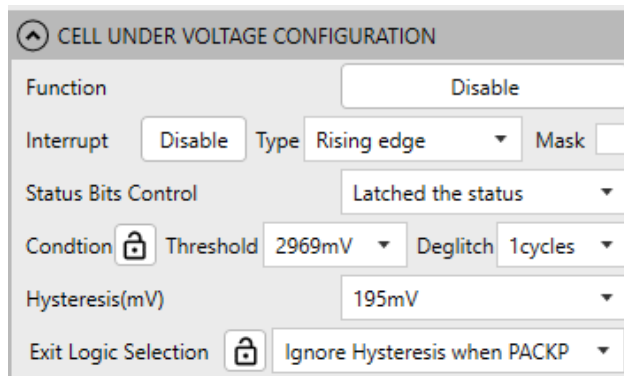 CELL UNDER VOLTAGE CONFIGURATION
Function Disable
Interrupt Disable Type Rising edge Mask
Status Bits Control Latched the status
Condtion Threshold 2969mV Deglitch 1cycles
Hysteresis(mV) 195mV
Exit Logic Selection Ignore Hysteresis when PACKP